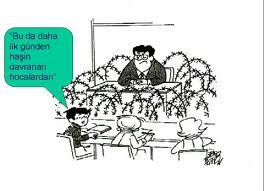 "Bu da daha
ilk günden
haşin
davranan
hocalardan"